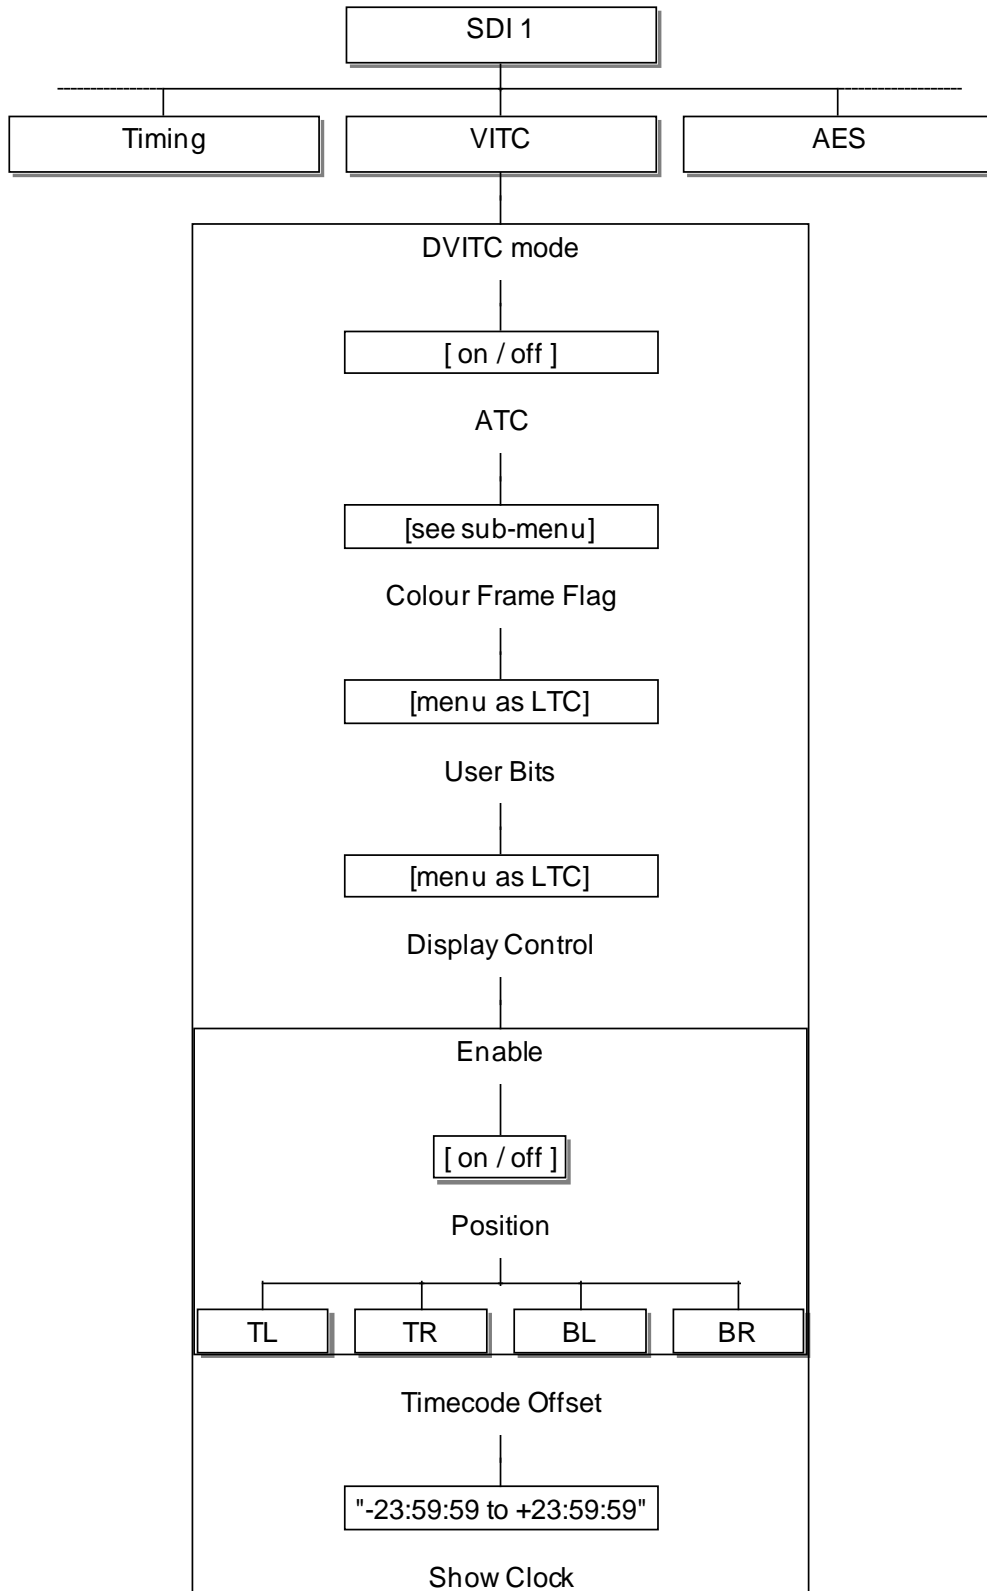 SDI 1
Timing
VITC
AES
DVITC mode
[ on / off ]
ATC
[see sub-menu]
Colour Frame Flag
[menu as LTC]
User Bits
[menu as LTC]
Display Control
Enable
[ on / off ]
Position
TL
TR
BL
BR
Timecode Offset
"-23:59:59 to +23:59:59"
Show Clock